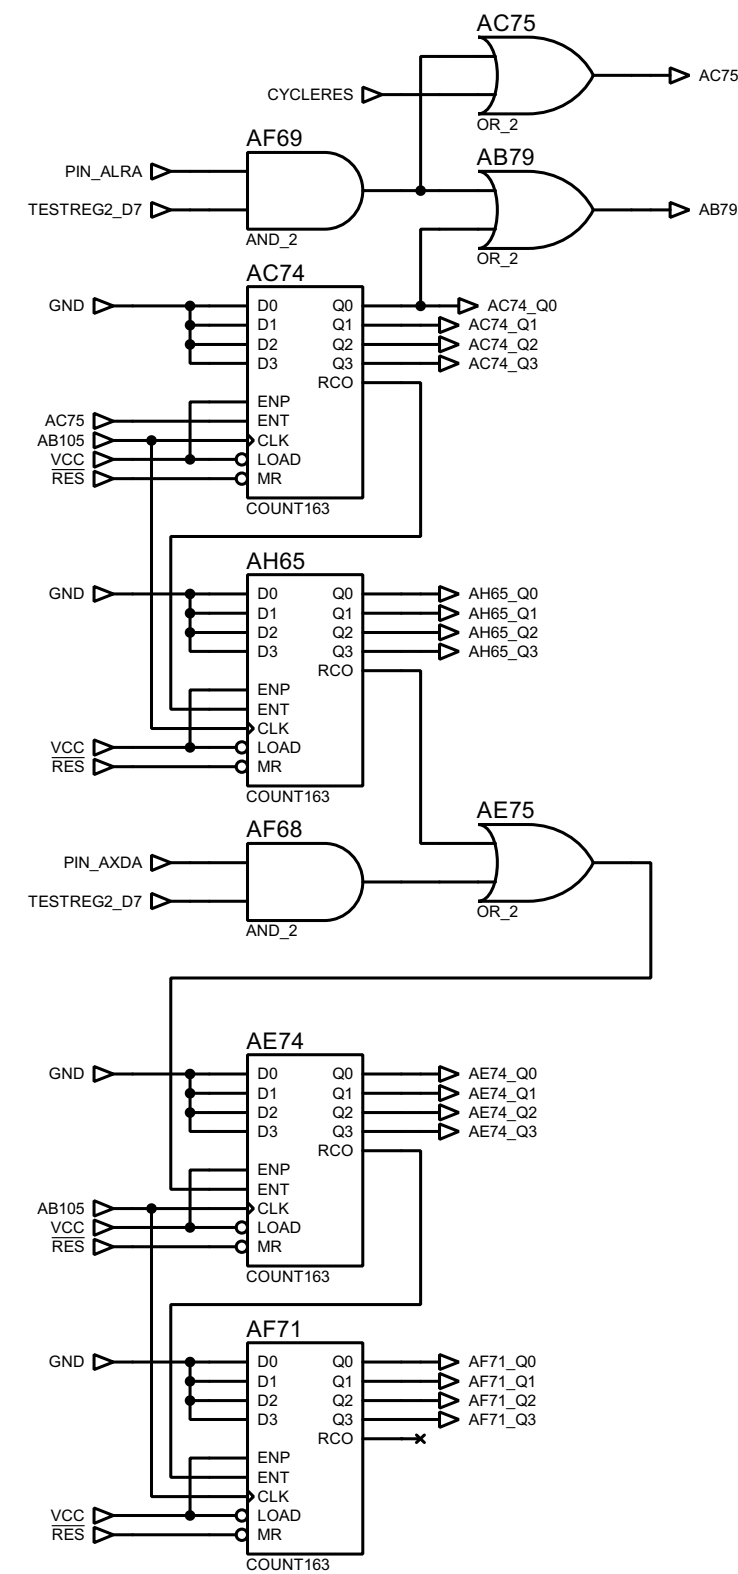 AC75
CYCLERES
AC75
OR_2
AF69
PIN_ALRA
TESTREG2_D7
AND_2
AB79
AB79
OR_2
AC74
GND
D0 Q0 AC74_Q0
D1 Q1 AC74_Q1
D2 Q2 AC74_Q2
D3 Q3 AC74_Q3
RCO
ENP
AC75 ENT
AB105 CLK
VCC LOAD
RES MR
COUNT163
AH65
GND D0 Q0 AH65_Q0
D1 Q1 AH65_Q1
D2 Q2 AH65_Q2
D3 Q3 AH65_Q3
RCO
ENP
ENT
CLK
VCC LOAD
RES MR
COUNT163
AF68
PIN_AXDA
TESTREG2_D7
AND_2
AE75
OR_2
AE74
GND D0 Q0 AE74_Q0
D1 Q1 AE74_Q1
D2 Q2 AE74_Q2
D3 Q3 AE74_Q3
RCO
ENP
ENT
AB105 CLK
VCC LOAD
RES MR
COUNT163
AF71
GND D0 Q0 AF71_Q0
D1 Q1 AF71_Q1
D2 Q2 AF71_Q2
D3 Q3 AF71_Q3
RCO
ENP
ENT
CLK
VCC LOAD
RES MR
COUNT163